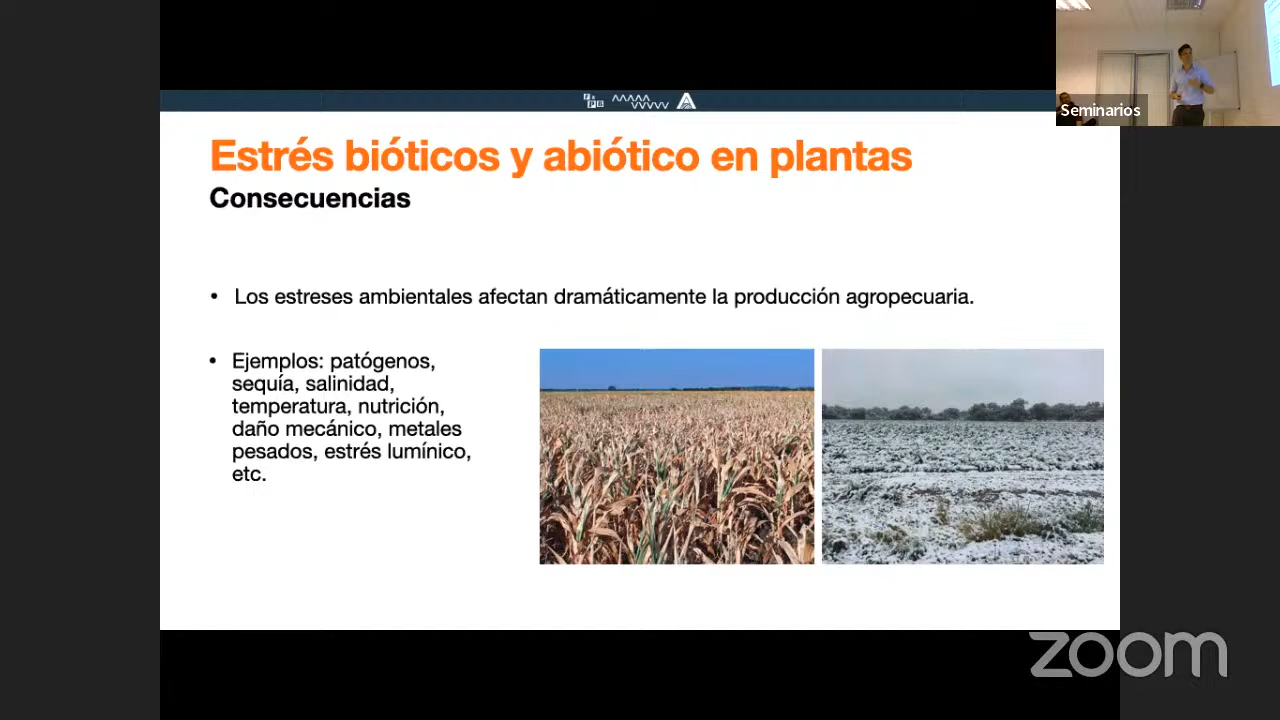 Seminarios
Estrés bióticos y abiótico en plantas
Consecuencias
• Los estreses ambientales afectan dramáticamente la producción agropecuaria.
• Ejemplos: patógenos,
sequía, salinidad,
temperatura, nutrición,
daño mecánico, metales
pesados, estrés lumínico,
etc.
zoom